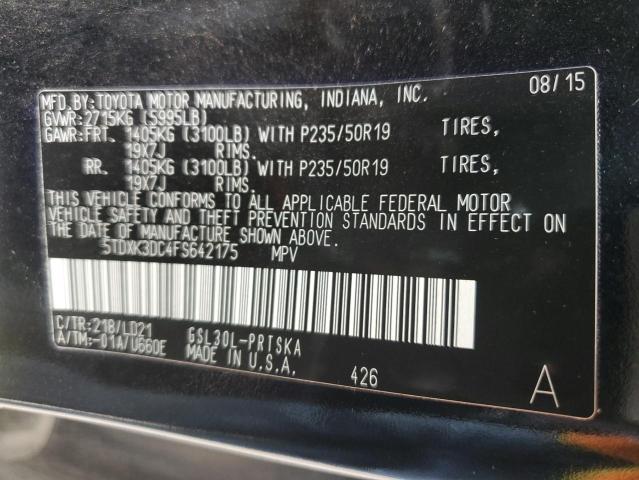 MFD.BY:TOYOTA MOTOR MANUFACTURING, INDIANA, INC. 08/15
GVWR:2715KG (5995LB)
GAWR:FRT. 1405KG (3100LB) WITH P235/50R19 TIRES,
19X7J RIMS.
RR. 1405KG (3100LB) WITH P235/50R19 TIRES,
19X7J RIMS.
THIS VEHICLE CONFORMS TO ALL APPLICABLE FEDERAL MOTOR
VEHICLE SAFETY AND THEFT PREVENTION STANDARDS IN EFFECT ON
THE DATE OF MANUFACTURE SHOWN ABOVE.
5TDXK3DC4FS642175 MPV
C/TR:218/LD21 GSL30L-PRTSKA
A/TM:-01A/U660E MADE IN U.S.A.
426 A